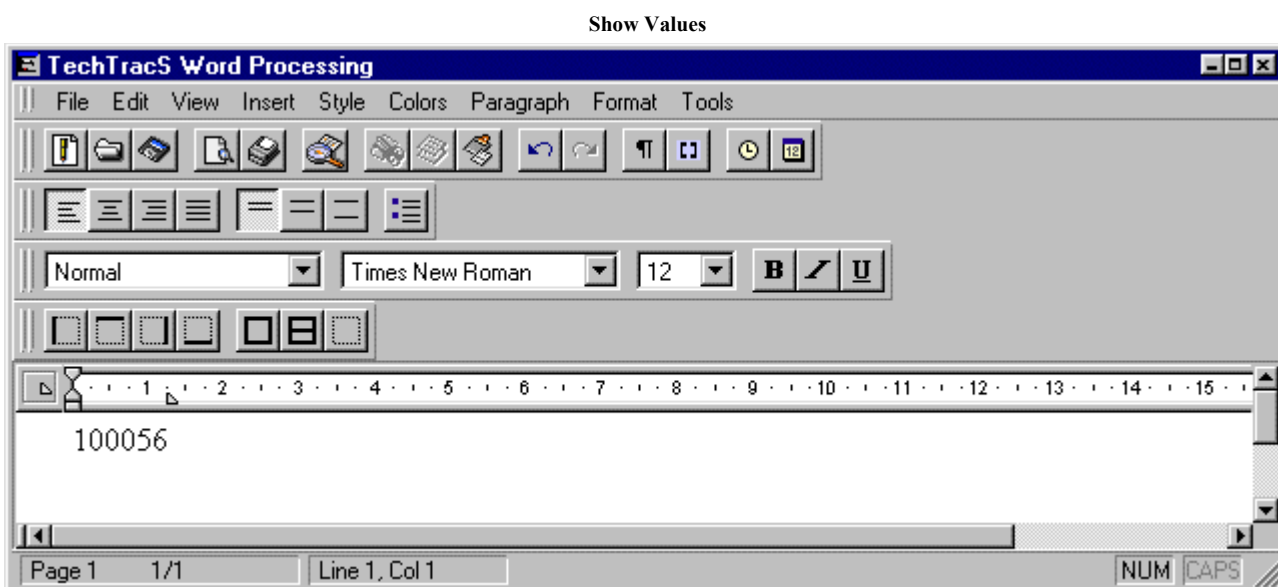 Show Values
TechTracS Word Processing
File Edit View Insert Style Colors Paragraph Format Tools
12
Normal Times New Roman 12 B I U
1 2 3 4 5 6 7 8 9 10 11 12 13 14 15
100056
Page 1 1/1 Line 1, Col 1 NUM CAPS